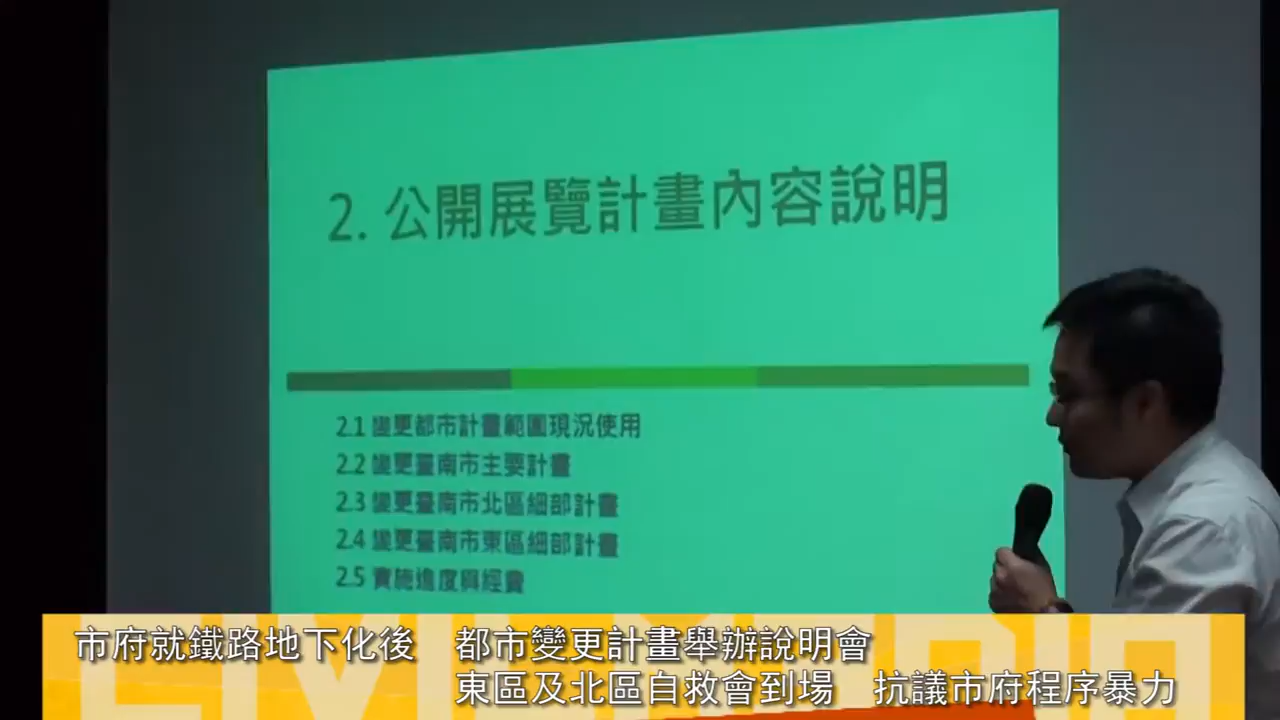 2. 公開展覽計畫內容說明
2.1 變更都市計畫範圍現況使用
2.2 變更臺南市主要計畫
2.3 變更臺南市北區細部計畫
2.4 變更臺南市東區細部計畫
2.5 實施進度與經費
市府就鐵路地下化後　都市變更計畫舉辦說明會
東區及北區自救會到場　抗議市府程序暴力